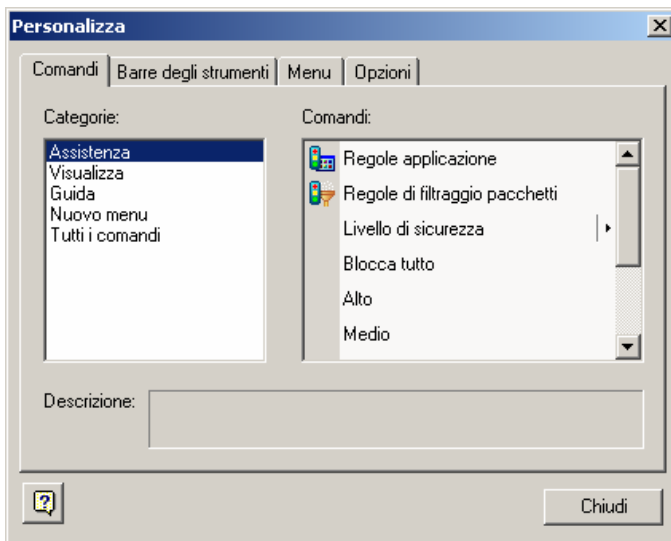 Personalizza
Comandi Barre degli strumenti Menu Opzioni
Categorie:
Assistenza
Visualizza
Guida
Nuovo menu
Tutti i comandi
Comandi:
Regole applicazione
Regole di filtraggio pacchetti
Livello di sicurezza
Blocca tutto
Alto
Medio
Descrizione:
?
Chiudi